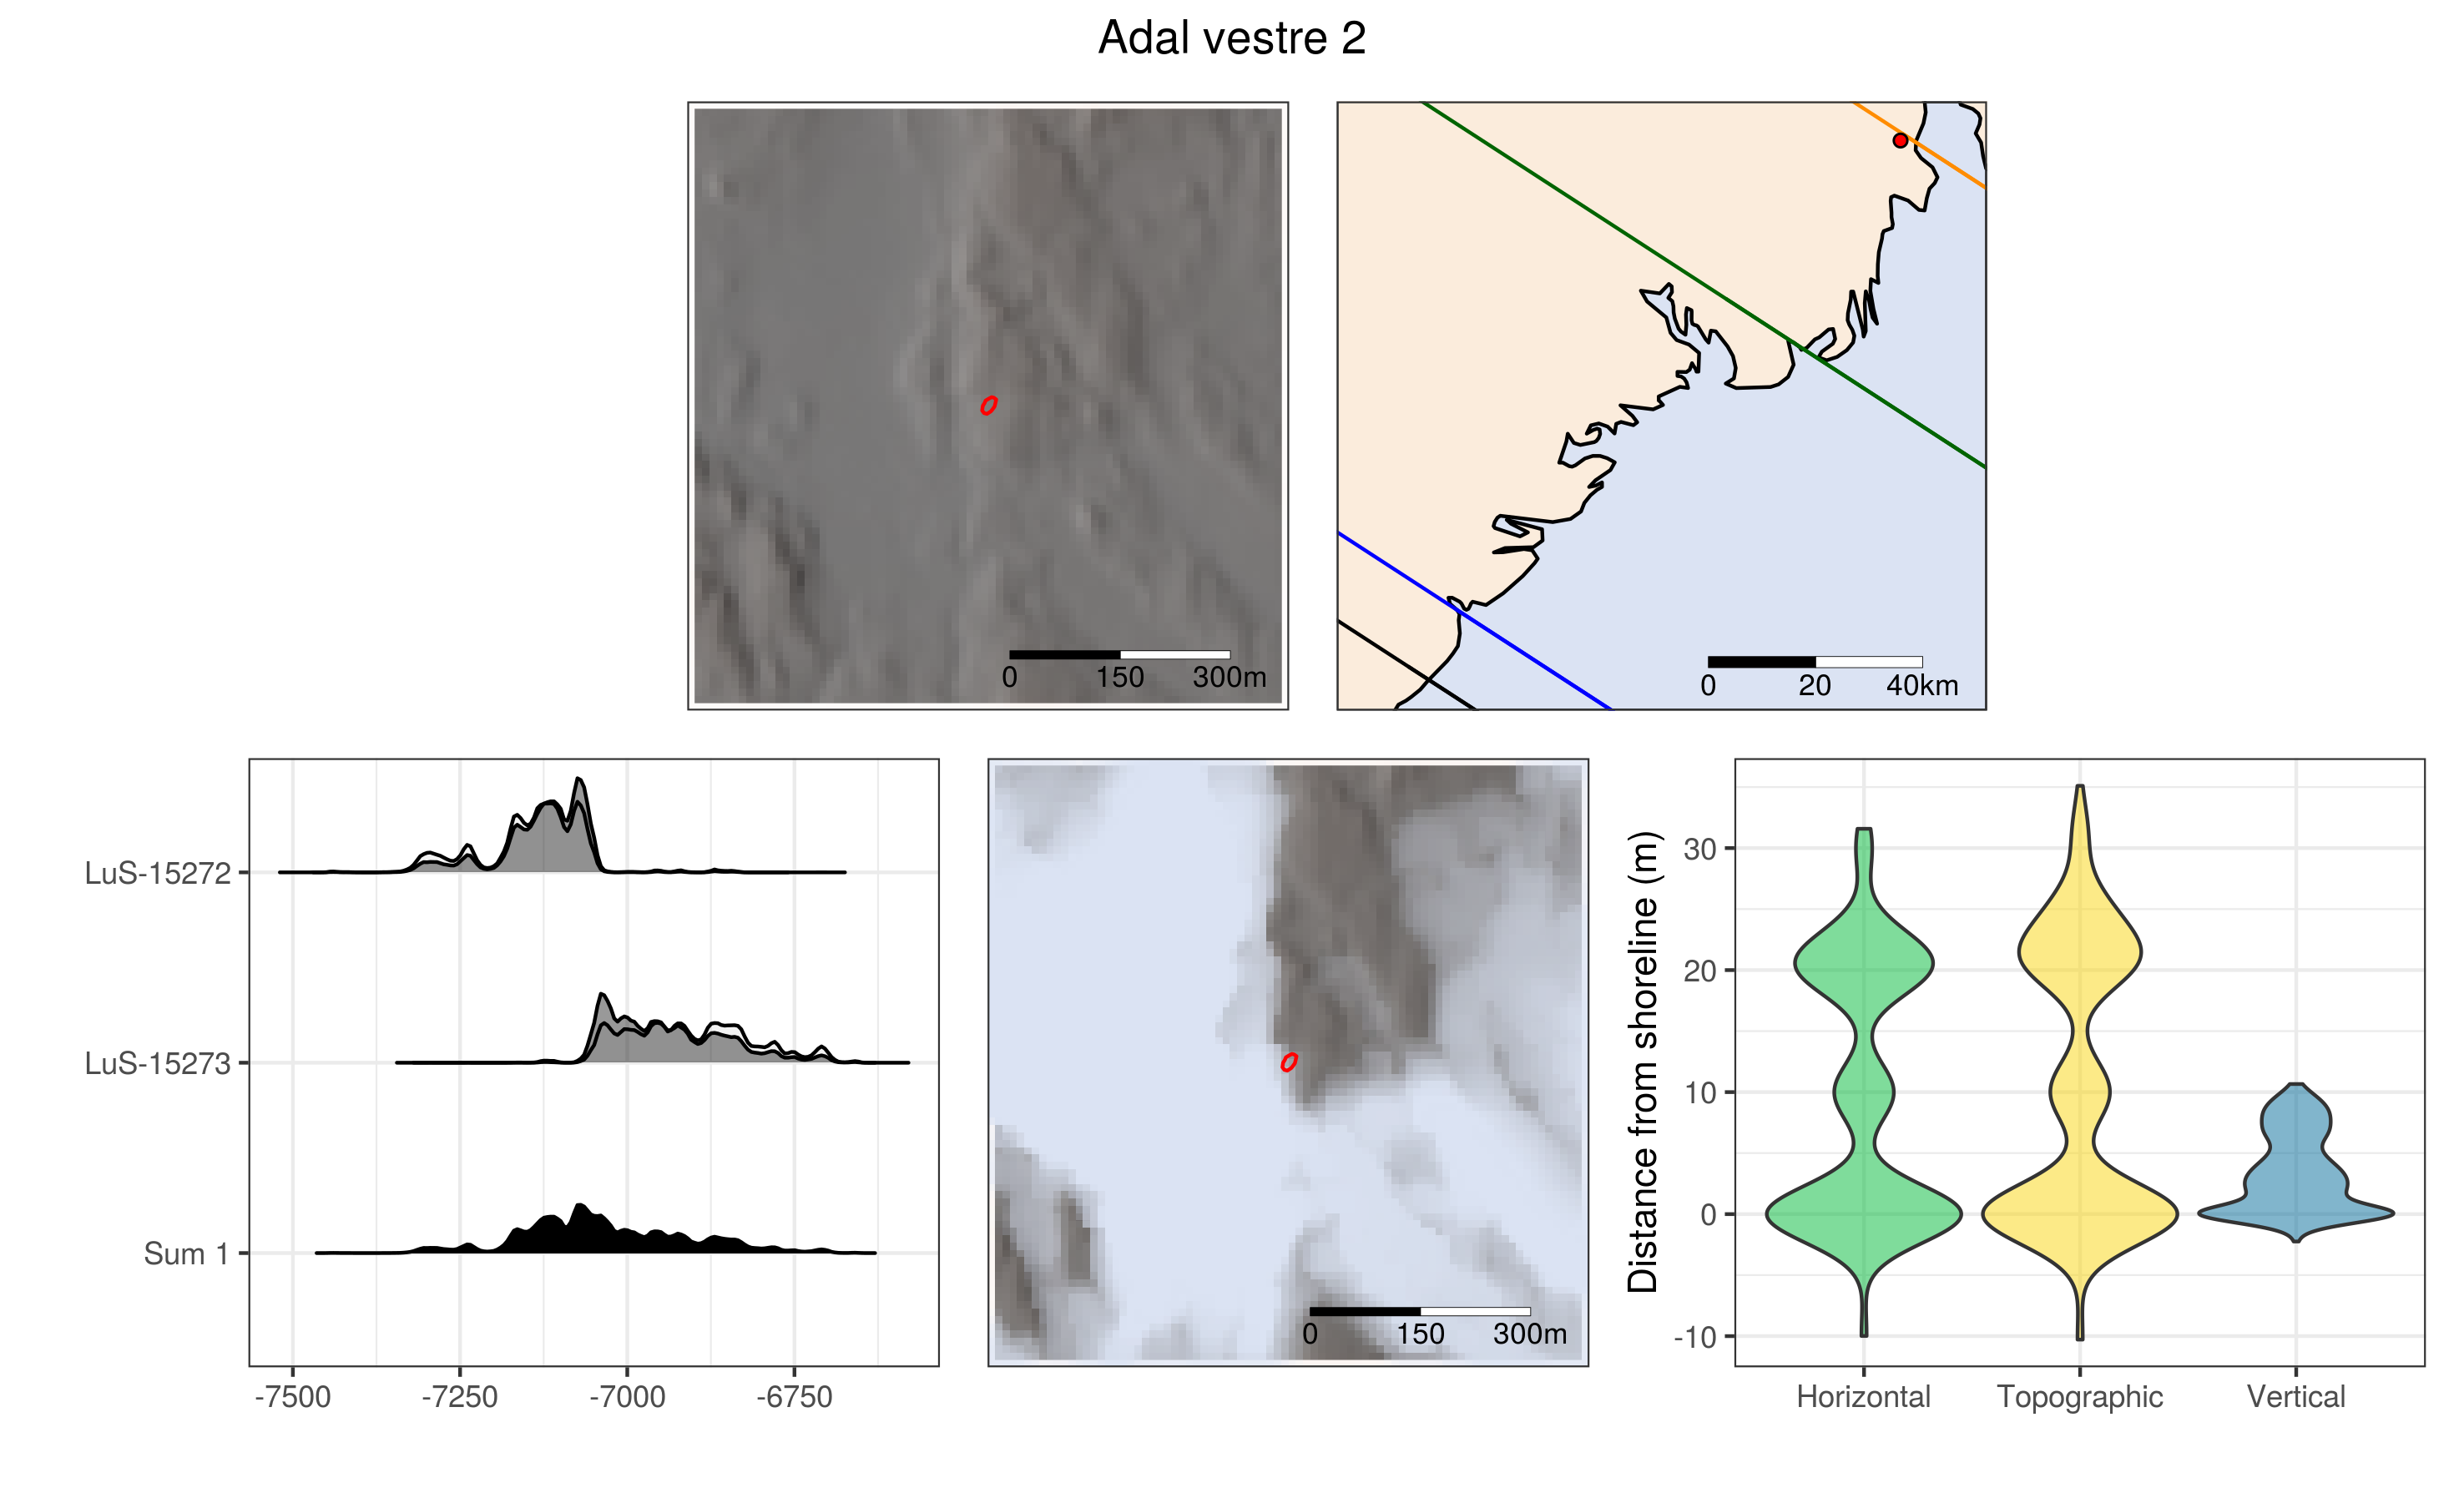 Adal vestre 2
0 150 300m
0 20 40km
LuS-15272
LuS-15273
Sum 1
-7500 -7250 -7000 -6750
0 150 300m
Distance from shoreline (m)
30
20
10
0
-10
Horizontal Topographic Vertical